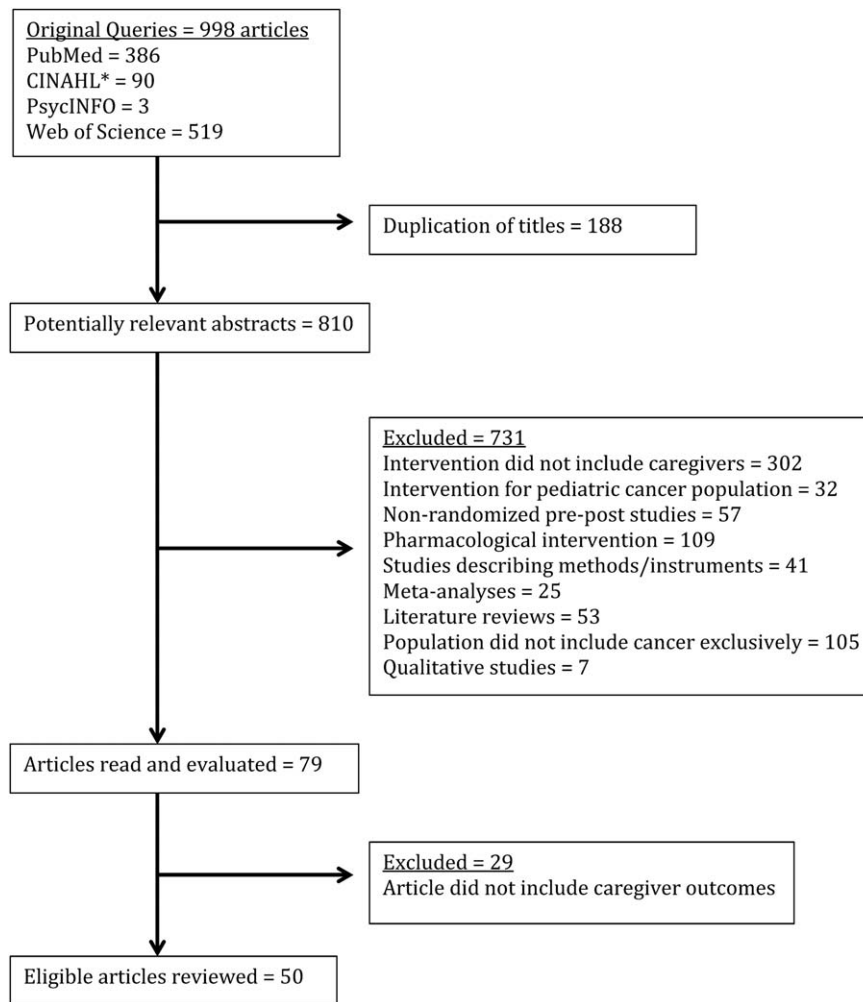 Original Queries = 998 articles
PubMed = 386
CINAHL* = 90
PsycINFO = 3
Web of Science = 519
Duplication of titles = 188
Potentially relevant abstracts = 810
Excluded = 731
Intervention did not include caregivers = 302
Intervention for pediatric cancer population = 32
Non-randomized pre-post studies = 57
Pharmacological intervention = 109
Studies describing methods/instruments = 41
Meta-analyses = 25
Literature reviews = 53
Population did not include cancer exclusively = 105
Qualitative studies = 7
Articles read and evaluated = 79
Excluded = 29
Article did not include caregiver outcomes
Eligible articles reviewed = 50